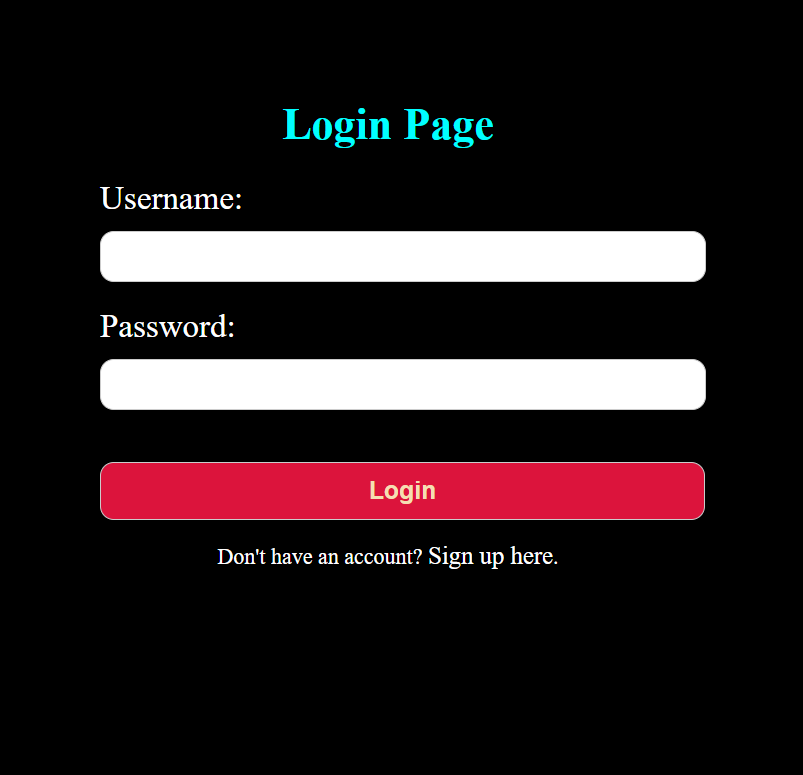 Login Page
Username:
Password:
Login
Don't have an account? Sign up here.